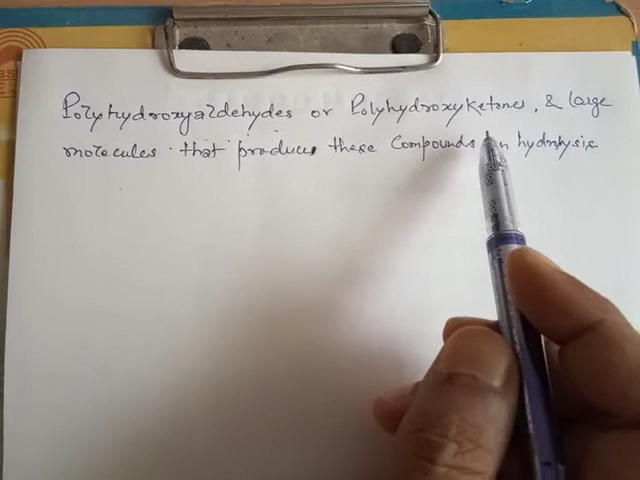 Polyhydroxyaldehydes or Polyhydroxyketones, & large
molecules that produces these Compounds on hydrolysis